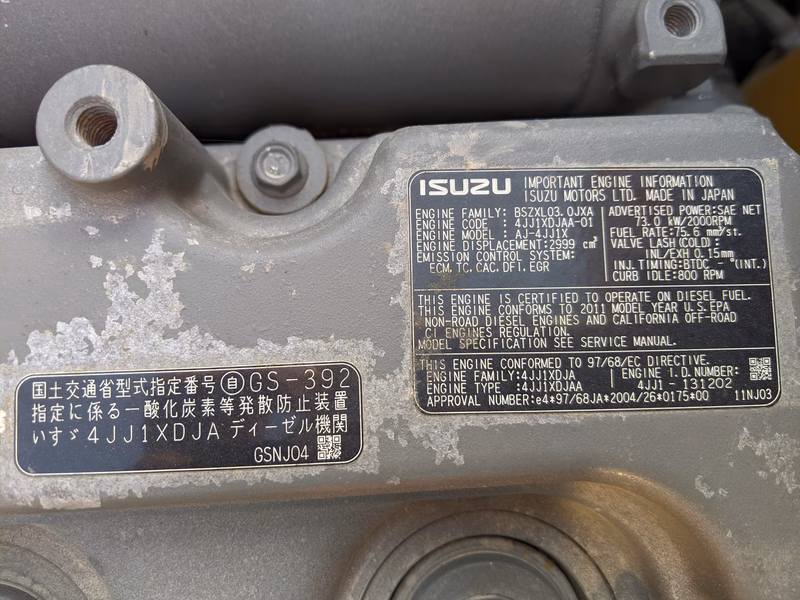 ISUZU IMPORTANT ENGINE INFORMATION
ISUZU MOTORS LTD. MADE IN JAPAN
ENGINE FAMILY: BSZXL03.0JXA
ENGINE CODE : 4JJ1XDJAA-01
ENGINE MODEL : AJ-4JJ1X
ENGINE DISPLACEMENT:2999 cm³
EMISSION CONTROL SYSTEM:
ECM, TC, CAC, DFT, EGR
ADVERTISED POWER:SAE NET
73.0 kW/2000RPM
FUEL RATE:75.6 mm³/st.
VALVE LASH(COLD):
INL/EXH 0.15mm
INJ. TIMING:BTDC - °(INT.)
CURB IDLE:800 RPM
THIS ENGINE IS CERTIFIED TO OPERATE ON DIESEL FUEL.
THIS ENGINE CONFORMS TO 2011 MODEL YEAR U.S. EPA
NON-ROAD DIESEL ENGINES AND CALIFORNIA OFF-ROAD
CI ENGINES REGULATION.
MODEL SPECIFICATION SEE SERVICE MANUAL.
THIS ENGINE CONFORMED TO 97/68/EC DIRECTIVE.
ENGINE FAMILY:4JJ1XDJA
ENGINE TYPE :4JJ1XDJAA
ENGINE I.D.NUMBER:
4JJ1 - 131202
APPROVAL NUMBER:e4*97/68JA*2004/26*0175*00 11NJ03
国土交通省型式指定番号㊀自GS-392
指定に係る一酸化炭素等発散防止装置
いすゞ4JJ1XDJA ディーゼル機関
GSNJ04